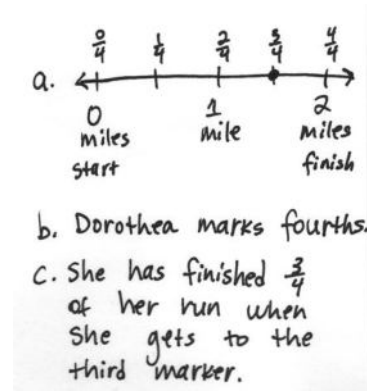 0/4 1/4 2/4 3/4 4/4
a.
0 1 2
miles mile miles
start finish
b. Dorothea marks fourths.
c. She has finished 3/4
of her run when
she gets to the
third marker.